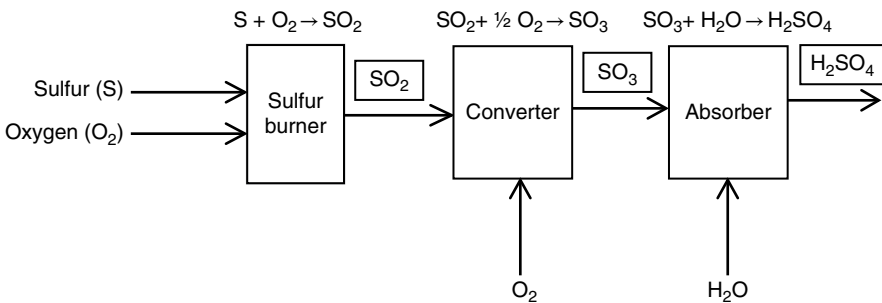 S + O₂ → SO₂
SO₂ + ½ O₂ → SO₃
SO₃ + H₂O → H₂SO₄
Sulfur (S)
Oxygen (O₂)
Sulfur
burner
SO₂
Converter
SO₃
Absorber
H₂SO₄
O₂
H₂O